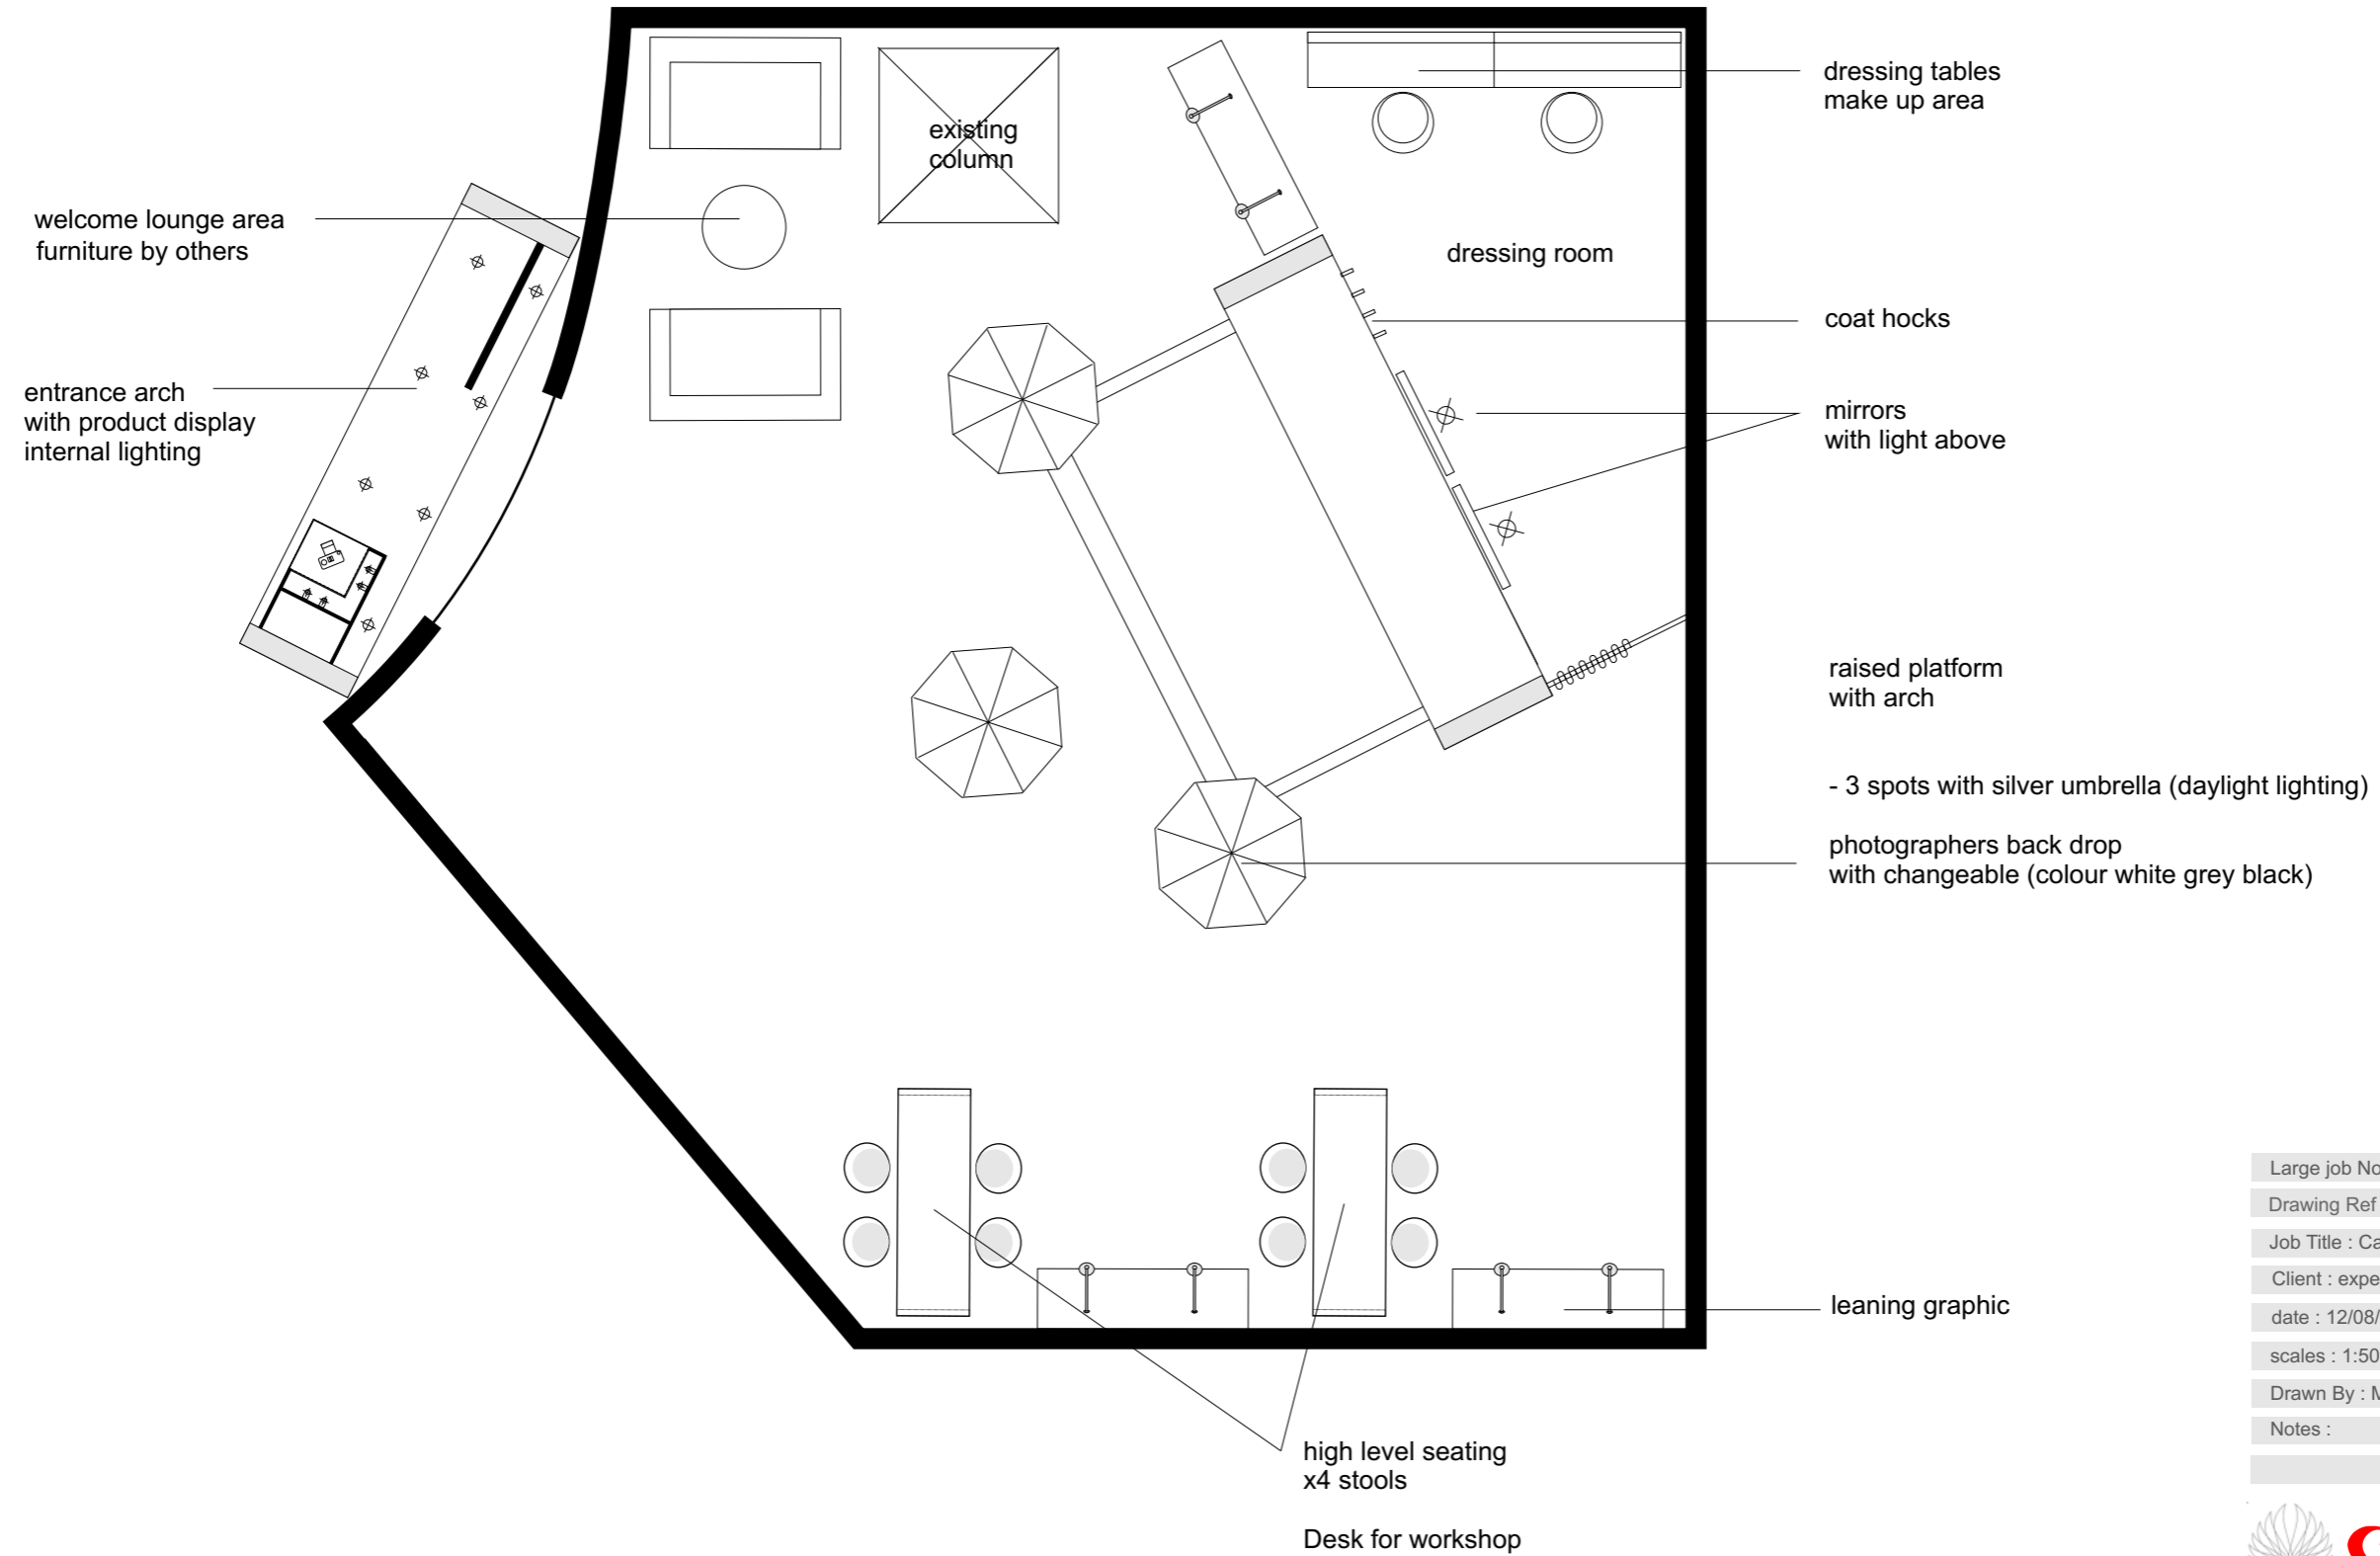 dressing tables
make up area
existing
column
welcome lounge area
furniture by others
dressing room
coat hocks
entrance arch
with product display
internal lighting
mirrors
with light above
raised platform
with arch
- 3 spots with silver umbrella (daylight lighting)
photographers back drop
with changeable (colour white grey black)
leaning graphic
high level seating
x4 stools
Desk for workshop
Large job No
Drawing Ref
Job Title :
Client :
date : 12/08/
scales : 1:50
Drawn By :
Notes :